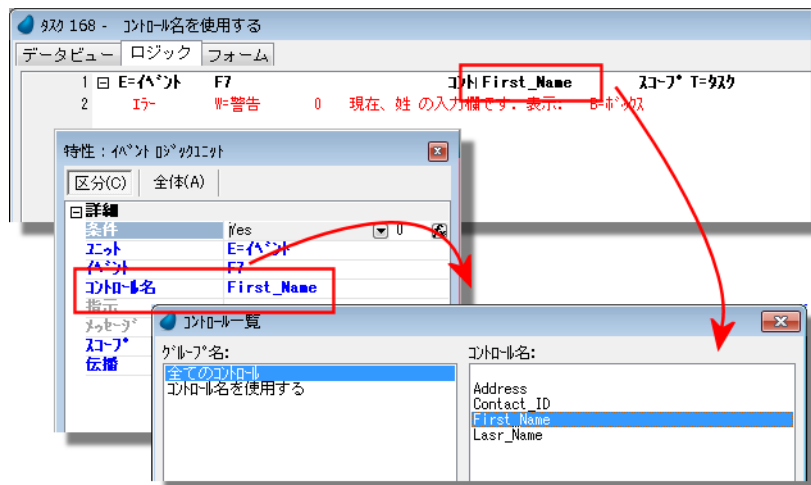 ﾀｽｸ 168 - ｺﾝﾄﾛｰﾙ名を使用する
データビュー ロジック フォーム
1 E=ｲﾍﾞﾝﾄ F7 ｺﾝﾄ First_Name ｽｺｰﾌﾟ T=ﾀｽｸ
2 ｴﾗｰ W=警告 0 現在、姓 の入力欄です. 表示: B=ﾎﾞｯｸｽ
特性：ｲﾍﾞﾝﾄ ﾛｼﾞｯｸﾕﾆｯﾄ
区分(C) 全体(A)
詳細
条件 Yes 0
ﾕﾆｯﾄ E=ｲﾍﾞﾝﾄ
ｲﾍﾞﾝﾄ F7
ｺﾝﾄﾛｰﾙ名 First_Name
指示
ﾒｯｾｰｼﾞ
ｽｺｰﾌﾟ
伝播
ｺﾝﾄﾛｰﾙ一覧
ｸﾞﾙｰﾌﾟ名: ｺﾝﾄﾛｰﾙ名:
全てのｺﾝﾄﾛｰﾙ
ｺﾝﾄﾛｰﾙ名を使用する
Address
Contact_ID
First_Name
Lasr_Name